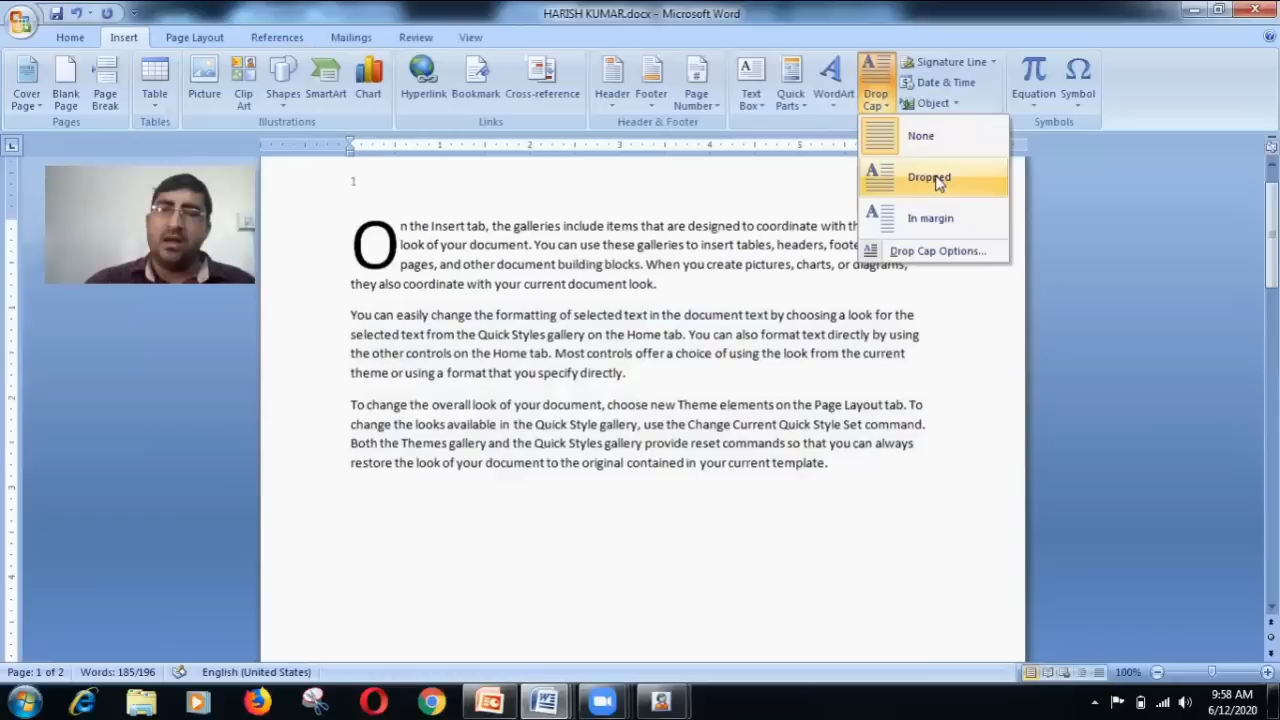 HARISH KUMAR.docx - Microsoft Word
Home Insert Page Layout References Mailings Review View
Cover Page Blank Page Page Break
Table
Picture Clip Art Shapes SmartArt Chart
Hyperlink Bookmark Cross-reference
Header Footer Page Number
Text Box Quick Parts WordArt Drop Cap
Signature Line
Date & Time
Object
Equation Symbol
Pages Tables Illustrations Links Header & Footer Symbols
None
Dropped
In margin
Drop Cap Options...
1 2 3 4 5
1
On the Insert tab, the galleries include items that are designed to coordinate with th
look of your document. You can use these galleries to insert tables, headers, foote
pages, and other document building blocks. When you create pictures, charts, or diagrams,
they also coordinate with your current document look.
You can easily change the formatting of selected text in the document text by choosing a look for the
selected text from the Quick Styles gallery on the Home tab. You can also format text directly by using
the other controls on the Home tab. Most controls offer a choice of using the look from the current
theme or using a format that you specify directly.
To change the overall look of your document, choose new Theme elements on the Page Layout tab. To
change the looks available in the Quick Style gallery, use the Change Current Quick Style Set command.
Both the Themes gallery and the Quick Styles gallery provide reset commands so that you can always
restore the look of your document to the original contained in your current template.
1
2
3
4
Page: 1 of 2 Words: 185/196 English (United States) 100%
9:58 AM
6/12/2020